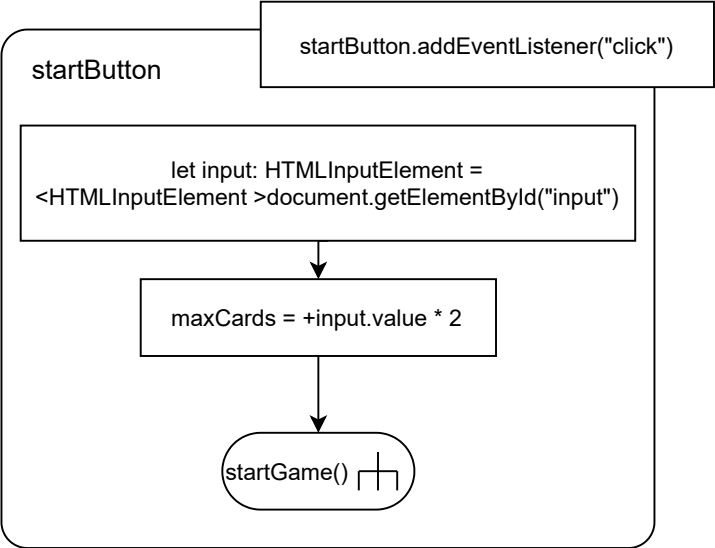 startButton.addEventListener("click")
startButton
let input: HTMLInputElement =
<HTMLInputElement >document.getElementById("input")
maxCards = +input.value * 2
startGame()